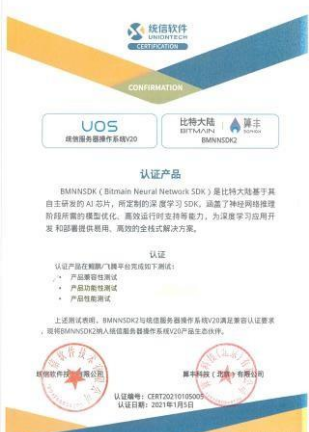 统信软件
UNIONTECH
CERTIFICATION
CONFIRMATION
UOS
统信服务器操作系统V20
比特大陆
BITMAIN
算丰
SOPHON
BMNNSDK2
认证产品
BMNNSDK（Bitmain Neural Network SDK）是比特大陆基于其
自主研发的 AI 芯片，所定制的深度学习 SDK，涵盖了神经网络推理
阶段所需的模型优化、高效运行时支持等能力，为深度学习应用开
发和部署提供易用、高效的全栈式解决方案。
认证
认证产品在鲲鹏/飞腾平台完成如下测试：
· 产品兼容性测试
· 产品功能性测试
· 产品性能测试
上述测试表明，BMNNSDK2与统信服务器操作系统V20满足兼容认证要求
，现将BMNNSDK2纳入统信服务器操作系统V20产品生态伙伴。
统信软件技术有限公司
算丰科技（北京）有限公司
认证编号：CERT20210105005
认证日期：2021年1月5日